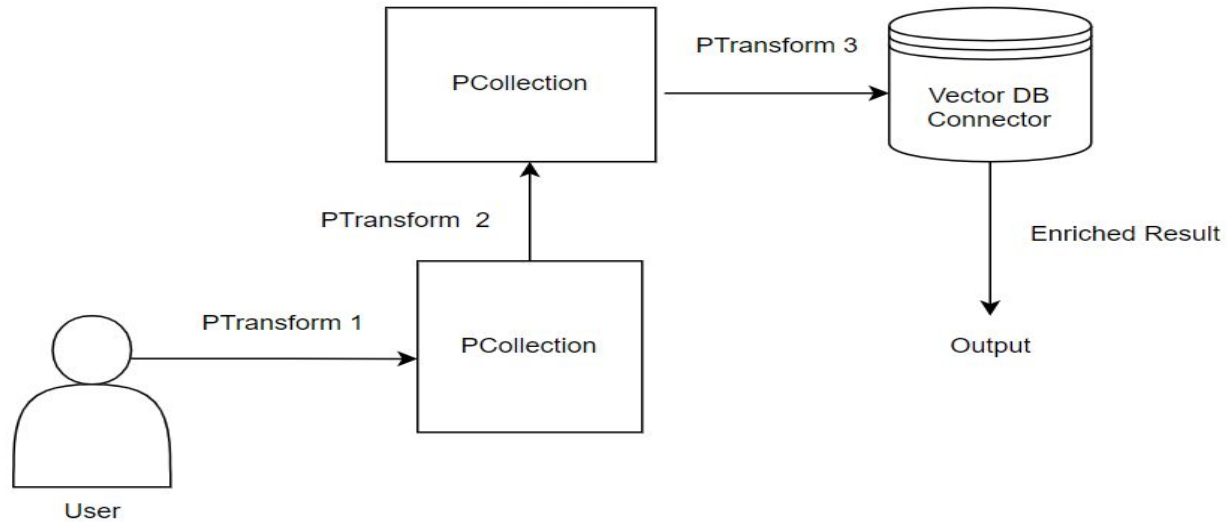 PCollection
PTransform 3
Vector DB
Connector
PTransform 2
Enriched Result
PTransform 1
PCollection
Output
User